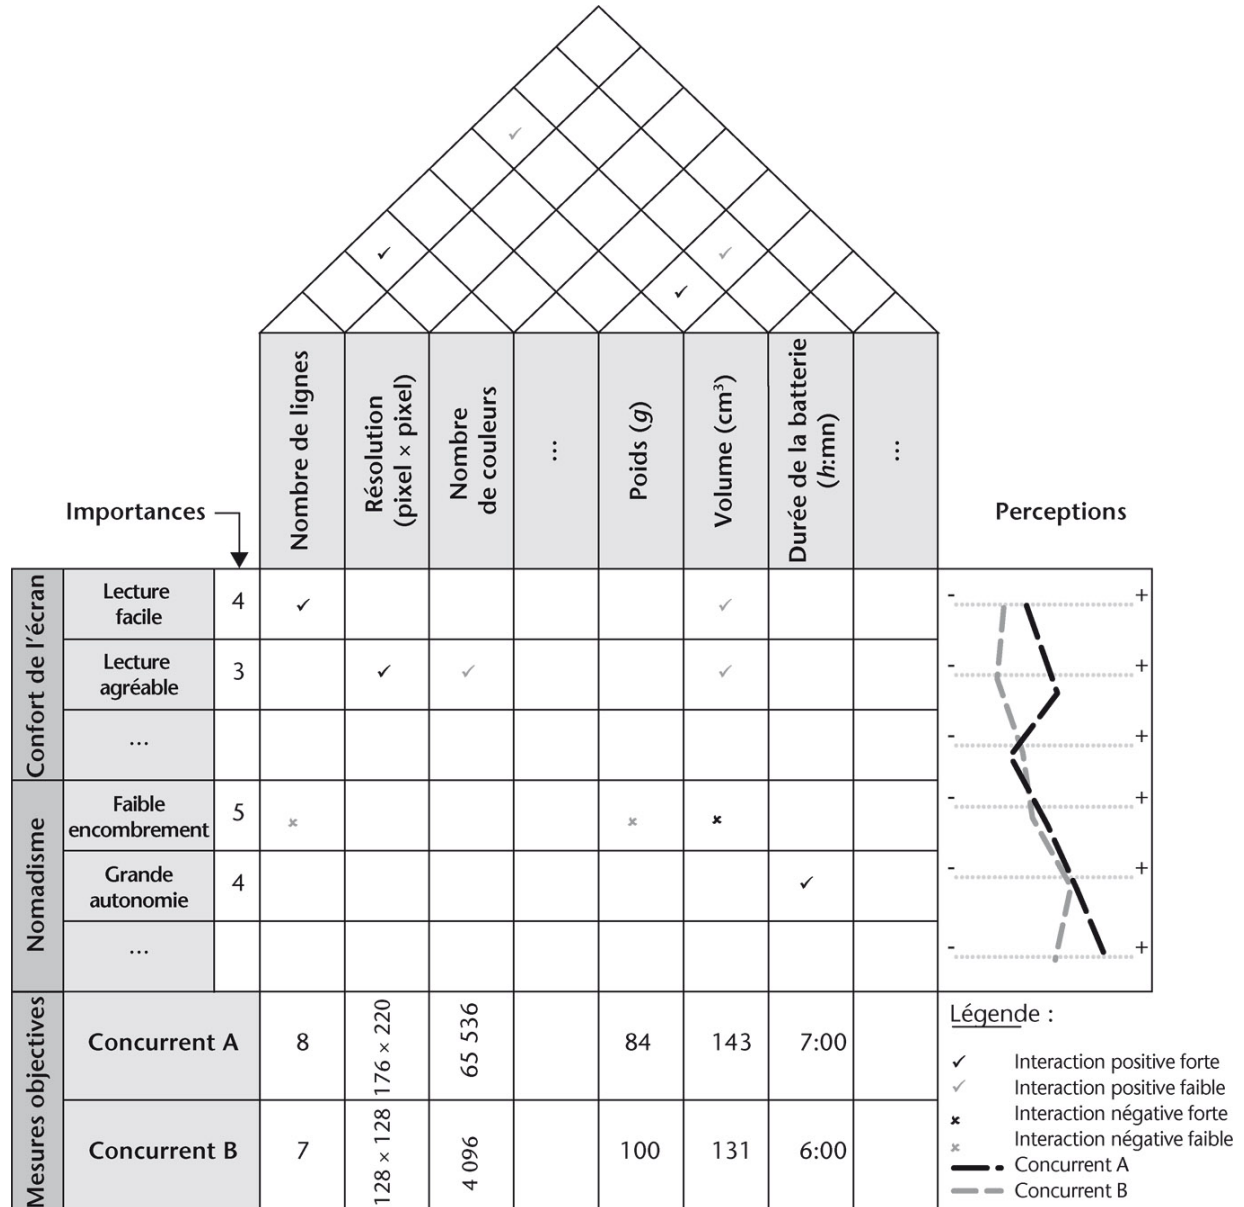 Importances
Nombre de lignes
Résolution
(pixel × pixel)
Nombre
de couleurs
...
Poids (g)
Volume (cm³)
Durée de la batterie
(h:mn)
...
Perceptions
Confort de l'écran
Lecture
facile
4
✓
✓
- +
Lecture
agréable
3
✓
✓
✓
- +
...
- +
Nomadisme
Faible
encombrement
5
- +
Grande
autonomie
4
✓
- +
...
- +
Mesures objectives
Concurrent A
8
176 × 220
65 536
84
143
7:00
Concurrent B
7
128 × 128
4 096
100
131
6:00
Légende :
✓ Interaction positive forte
✓ Interaction positive faible
× Interaction négative forte
× Interaction négative faible
Concurrent A
Concurrent B